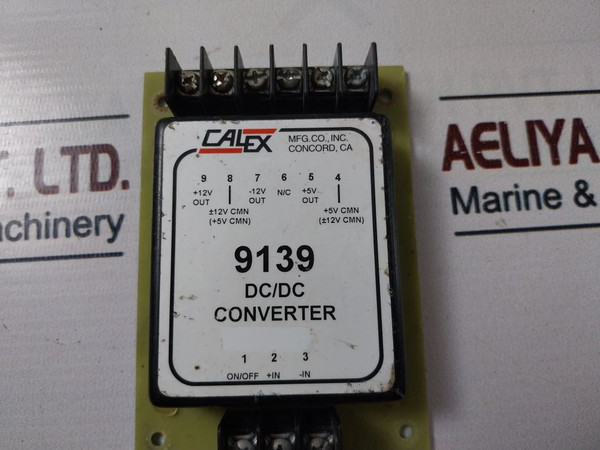 CALEX MFG.CO., INC.
CONCORD, CA
9 8 7 6 5 4
+12V -12V N/C +5V
OUT OUT OUT
±12V CMN +5V CMN
(+5V CMN) (±12V CMN)
9139
DC/DC
CONVERTER
1 2 3
ON/OFF +IN -IN
T. LTD.
achinery
AELIYA
Marine &